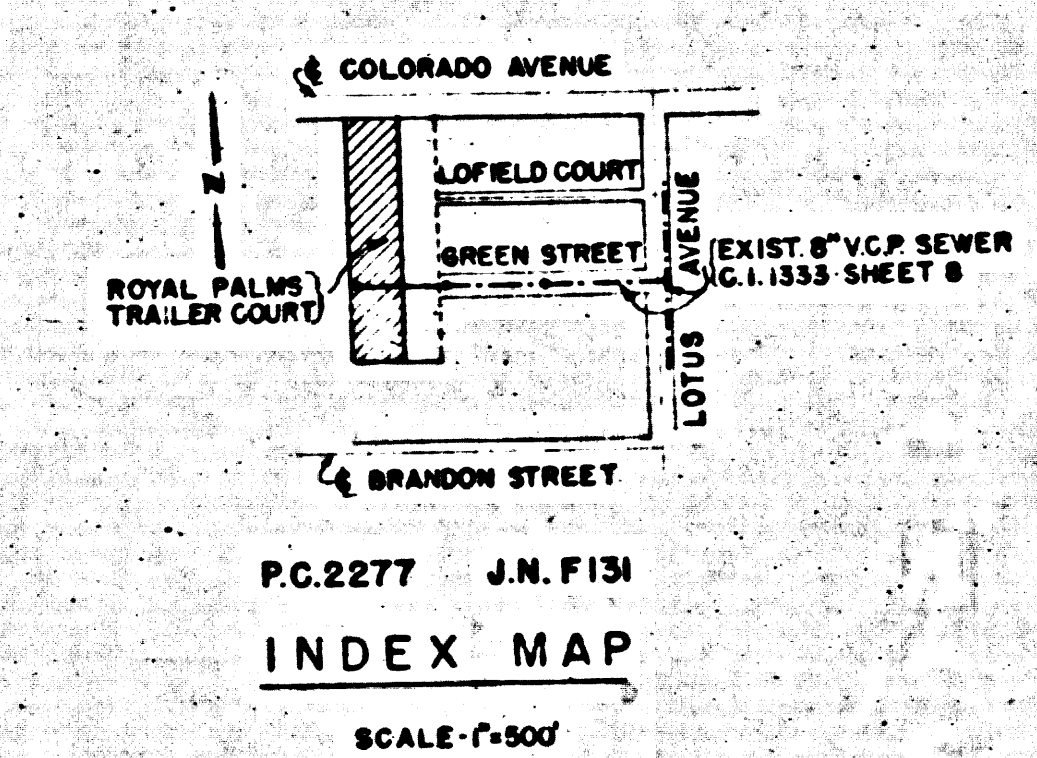 ℄ COLORADO AVENUE
N
LOFIELD COURT
AVENUE
GREEN STREET
EXIST. 8" V.C.P. SEWER
C.I. 1333 · SHEET 8
ROYAL PALMS
TRAILER COURT
LOTUS
℄ BRANDON STREET
P.C. 2277 J.N. F131
INDEX MAP
SCALE - 1" = 500'